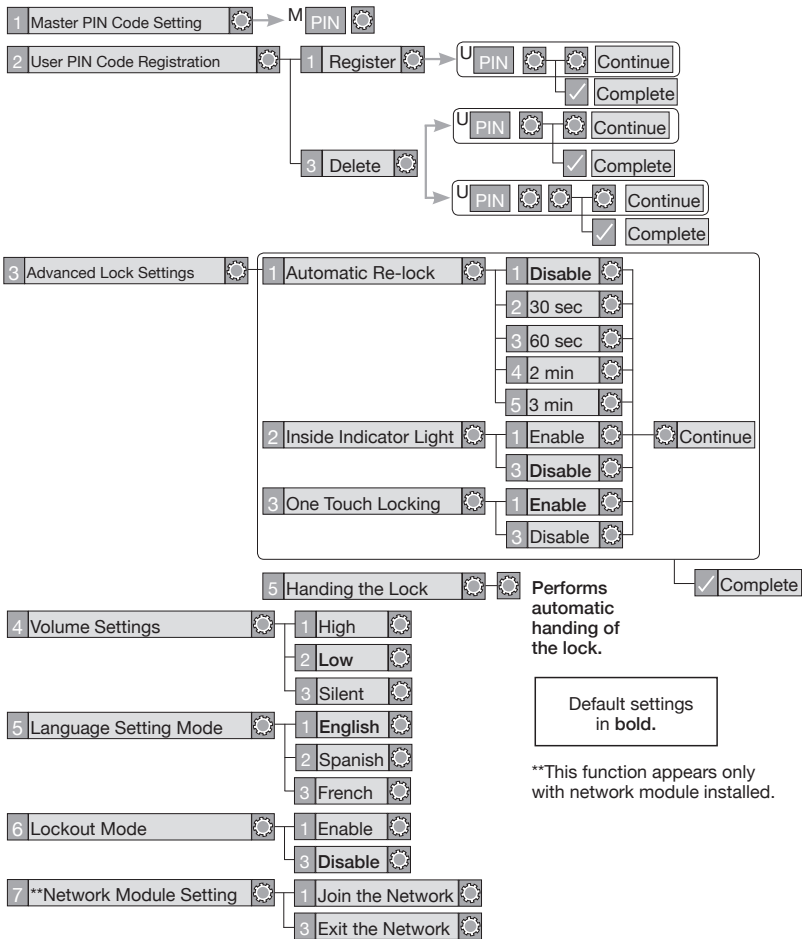 1 Master PIN Code Setting M PIN
2 User PIN Code Registration 1 Register U PIN Continue
Complete
U PIN Continue
3 Delete Complete
U PIN Continue
Complete
3 Advanced Lock Settings 1 Automatic Re-lock 1 Disable
2 30 sec
3 60 sec
4 2 min
5 3 min
2 Inside Indicator Light 1 Enable Continue
3 Disable
3 One Touch Locking 1 Enable
3 Disable
5 Handing the Lock Performs
automatic
handing of
the lock.
Complete
4 Volume Settings 1 High
2 Low
3 Silent
Default settings
in bold.
5 Language Setting Mode 1 English
2 Spanish
3 French
**This function appears only
with network module installed.
6 Lockout Mode 1 Enable
3 Disable
7 **Network Module Setting 1 Join the Network
3 Exit the Network